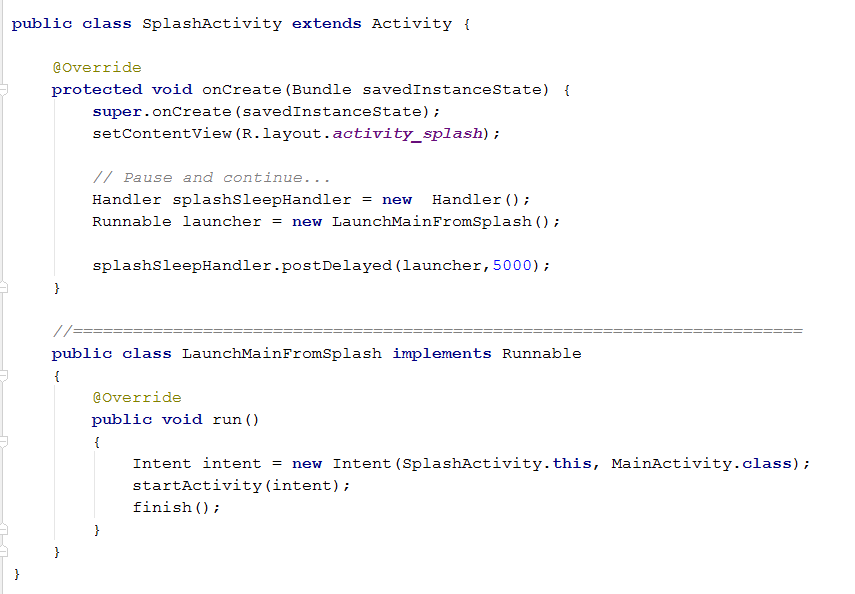 public class SplashActivity extends Activity {
@Override
protected void onCreate(Bundle savedInstanceState) {
super.onCreate(savedInstanceState);
setContentView(R.layout.activity_splash);
// Pause and continue...
Handler splashSleepHandler = new  Handler();
Runnable launcher = new LaunchMainFromSplash();
splashSleepHandler.postDelayed(launcher,5000);
}
//=========================================================================
public class LaunchMainFromSplash implements Runnable
{
@Override
public void run()
{
Intent intent = new Intent(SplashActivity.this, MainActivity.class);
startActivity(intent);
finish();
}
}
}